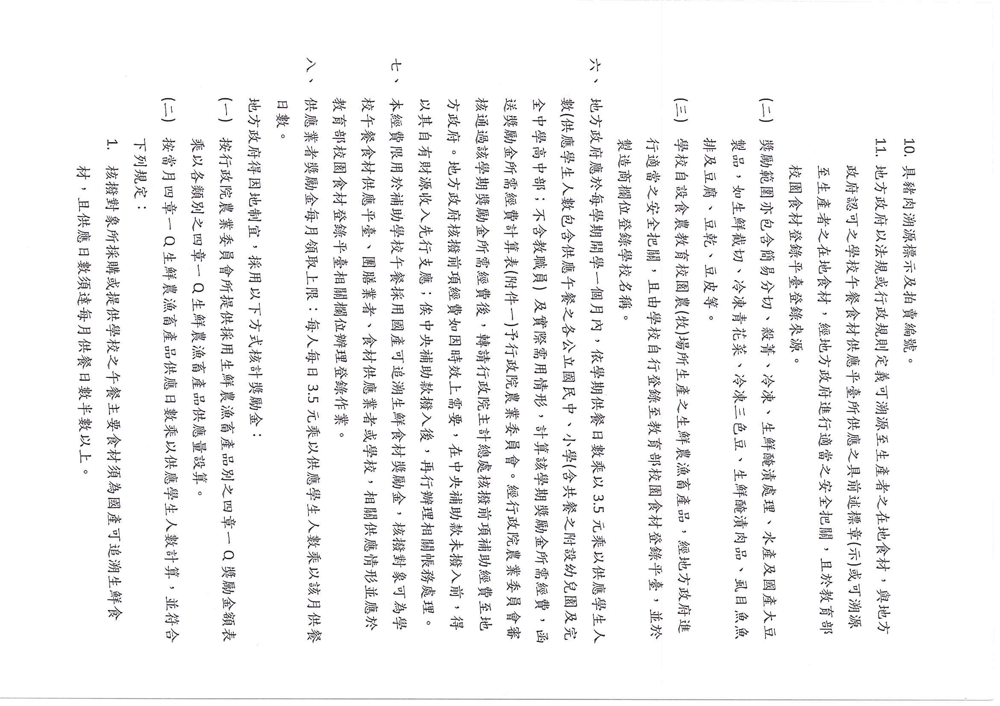 10. 具豬肉溯源標示及拍賣編號。
11. 地方政府以法規或行政規則定義可溯源至生產者之在地食材，與地方
政府認可之學校午餐食材供應平臺所供應之具前述標章(示)或可溯源
至生產者之在地食材，經地方政府進行適當之安全把關，且於教育部
校園食材登錄平臺登錄來源。
(二) 獎勵範圍亦包含簡易分切、殺菁、冷凍、生鮮醃漬處理、水產及國產大豆
製品，如生鮮截切、冷凍青花菜、冷凍三色豆、生鮮醃漬肉品、虱目魚魚
排及豆腐、豆乾、豆皮等。
(三) 學校自設食農教育校園農(牧)場所生產之生鮮農漁畜產品，經地方政府進
行適當之安全把關，且由學校自行登錄至教育部校園食材登錄平臺，並於
製造商欄位登錄學校名稱。
六、 地方政府應於每學期開學一個月內，依學期供餐日數乘以 3.5 元乘以供應學生人
數(供應學生人數包含供應午餐之各公立國民中、小學(含共餐之附設幼兒園及完
全中學高中部；不含教職員) 及實際需用情形，計算該學期獎勵金所需經費，函
送獎勵金所需經費計算表(附件一)予行政院農業委員會。經行政院農業委員會審
核通過該學期獎勵金所需經費後，轉請行政院主計總處核撥前項補助經費至地
方政府。地方政府核撥前項經費如因時效上需要，在中央補助款未撥入前，得
以其自有財源收入先行支應；俟中央補助款撥入後，再行辦理相關帳務處理。
七、 本經費限用於補助學校午餐採用國產可追溯生鮮食材獎勵金，核撥對象可為學
校午餐食材供應平臺、團膳業者、食材供應業者或學校，相關供應情形並應於
教育部校園食材登錄平臺相關欄位辦理登錄作業。
八、 供應業者獎勵金每月領取上限：每人每日 3.5 元乘以供應學生人數乘以該月供餐
日數。
地方政府得因地制宜，採用以下方式核計獎勵金：
(一) 按行政院農業委員會所提供採用生鮮農漁畜產品別之四章一 Q 獎勵金額表
乘以各類別之四章一 Q 生鮮農漁畜產品供應量設算。
(二) 按當月四章一 Q 生鮮農漁畜產品供應日數乘以供應學生人數計算，並符合
下列規定：
1. 核撥對象所採購或提供學校之午餐主要食材須為國產可追溯生鮮食
材，且供應日數須達每月供餐日數半數以上。